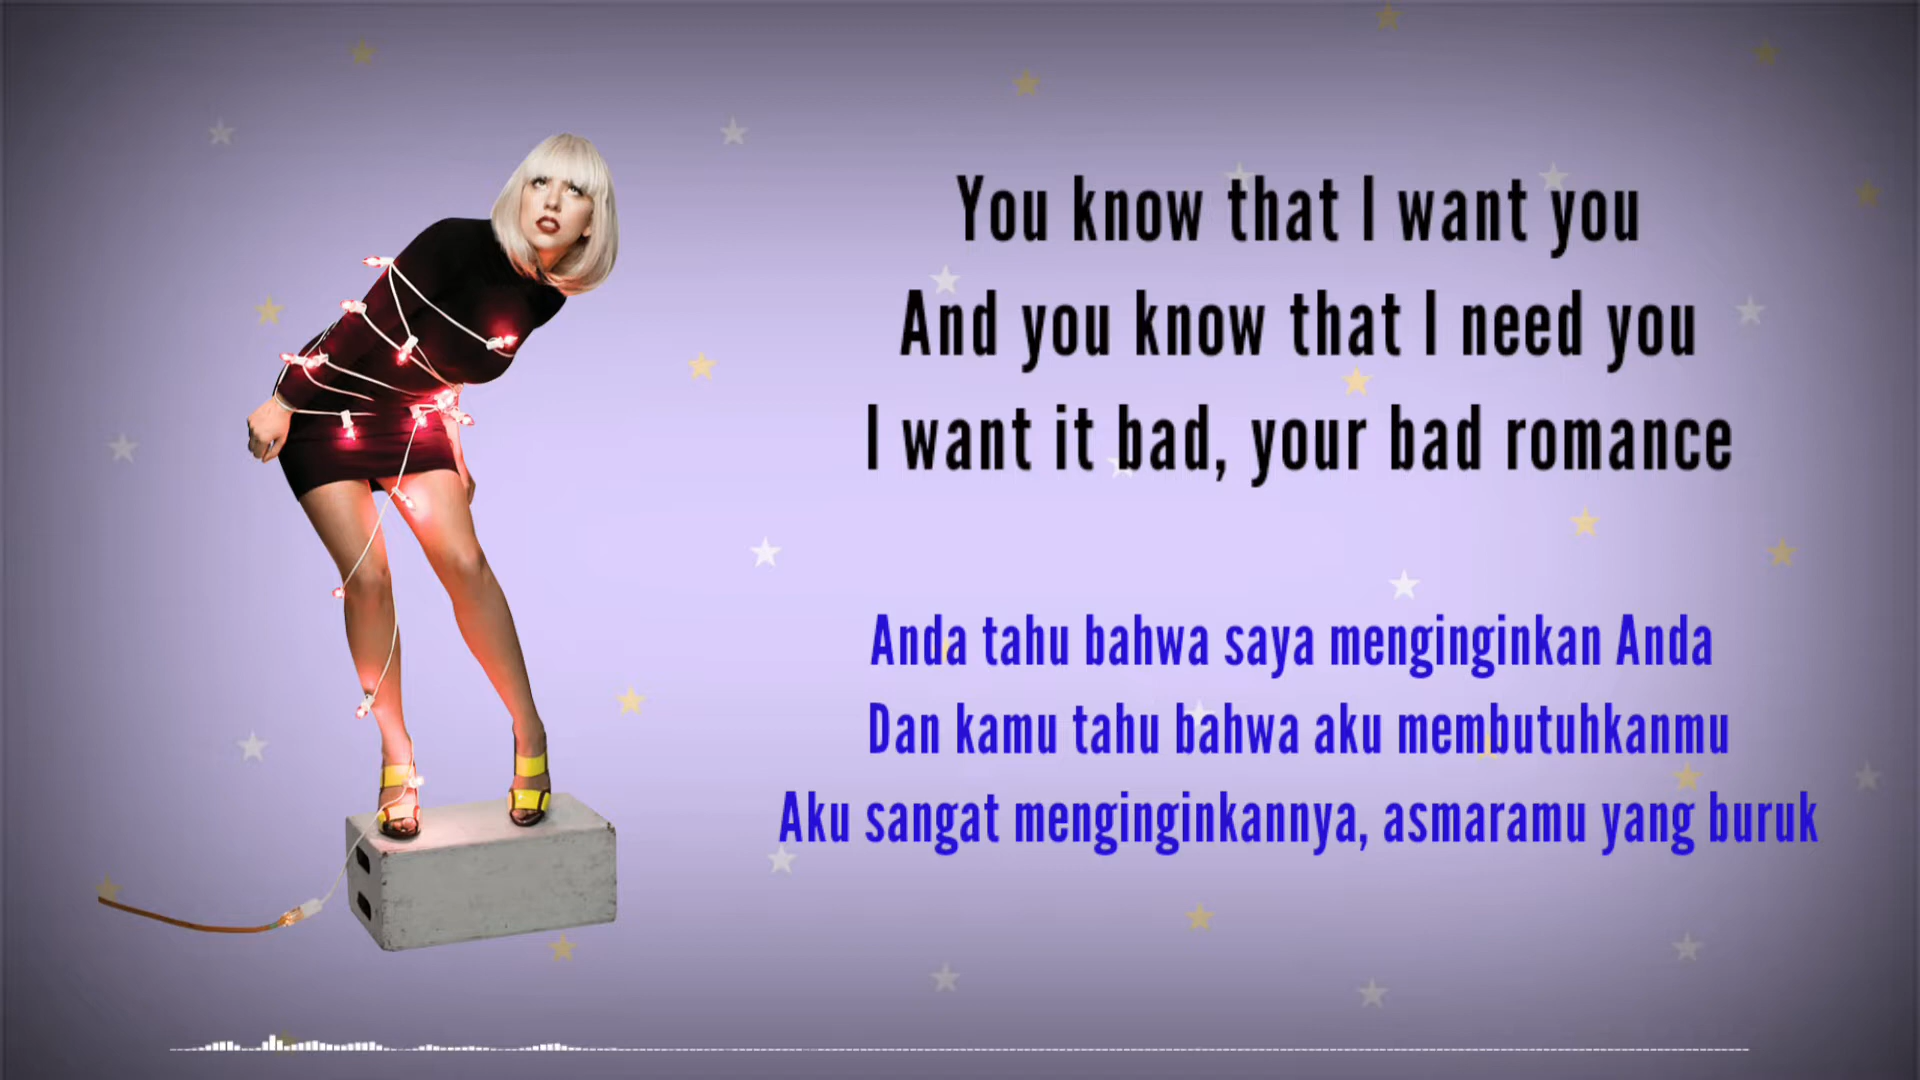 You know that I want you
And you know that I need you
I want it bad, your bad romance
Anda tahu bahwa saya menginginkan Anda
Dan kamu tahu bahwa aku membutuhkanmu
Aku sangat menginginkannya, asmaramu yang buruk